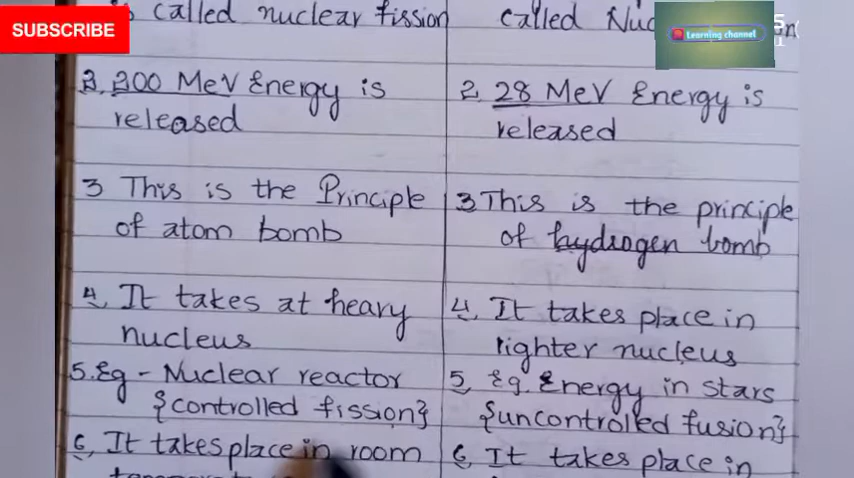 is called nuclear fission
2. 200 MeV Energy is
released
3 This is the Principle
of atom bomb
4. It takes at heavy
nucleus
5. Eg - Nuclear reactor
{controlled fission}
6. It takes place in room
called
2. 28 MeV Energy is
released
3 This is the principle
of hydrogen bomb
4. It takes place in
lighter nucleus
5. Eg. Energy in stars
{uncontrolled fusion}
6. It takes place in
SUBSCRIBE
Learning channel